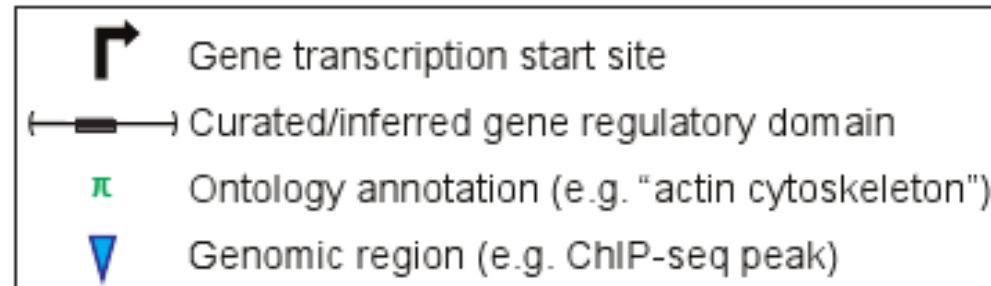 Gene transcription start site
Curated/inferred gene regulatory domain
π Ontology annotation (e.g. “actin cytoskeleton”)
Genomic region (e.g. ChIP-seq peak)